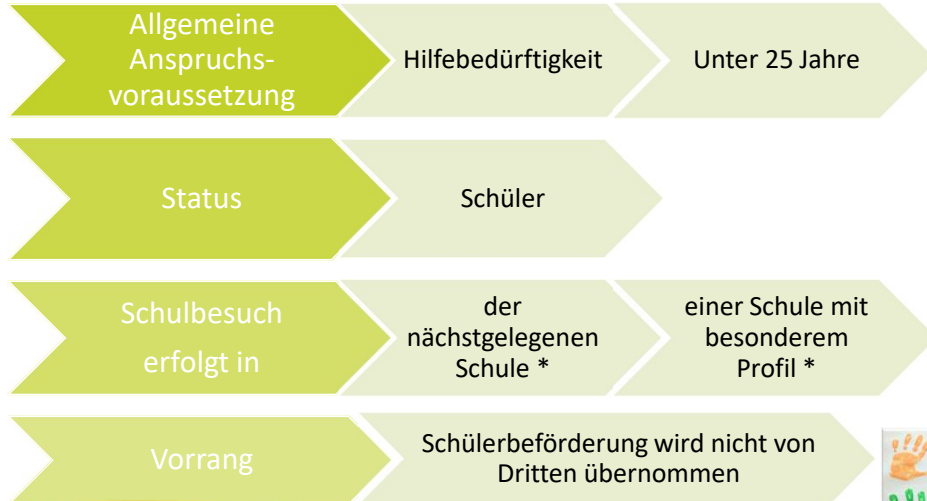 Allgemeine
Anspruchs-
voraussetzung
Hilfebedürftigkeit
Unter 25 Jahre
Status
Schüler
Schulbesuch
erfolgt in
der
nächstgelegenen
Schule *
einer Schule mit
besonderem
Profil *
Vorrang
Schülerbeförderung wird nicht von
Dritten übernommen